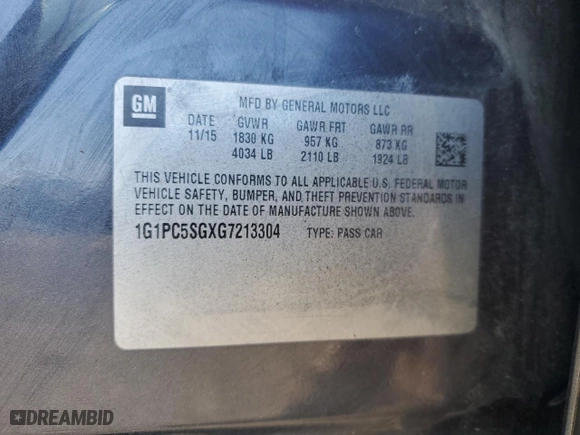 GM
MFD BY GENERAL MOTORS LLC
DATE GVWR GAWR FRT GAWR RR
11/15 1830 KG 957 KG 873 KG
4034 LB 2110 LB 1924 LB
THIS VEHICLE CONFORMS TO ALL APPLICABLE U.S. FEDERAL MOTOR
VEHICLE SAFETY, BUMPER, AND THEFT PREVENTION STANDARDS IN
EFFECT ON THE DATE OF MANUFACTURE SHOWN ABOVE.
1G1PC5SGXG7213304 TYPE: PASS CAR
DREAMBID